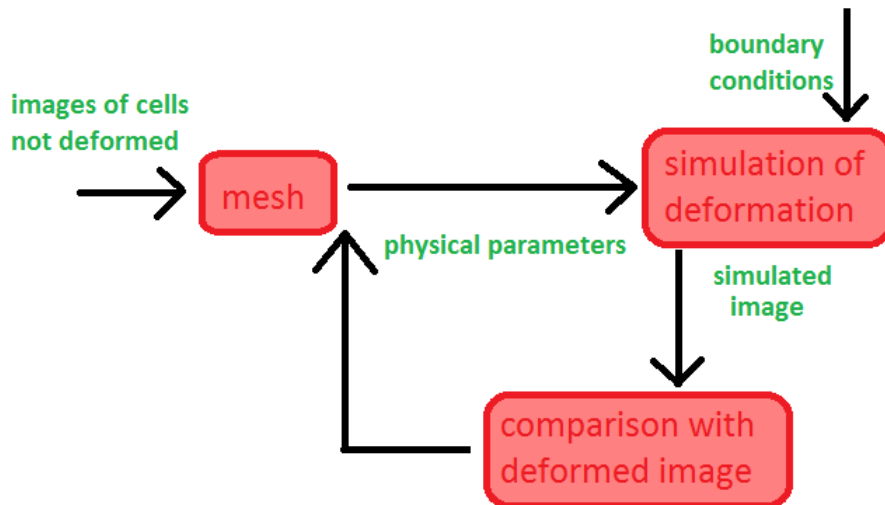 images of cells
not deformed
mesh
physical parameters
boundary
conditions
simulation of
deformation
simulated
image
comparison with
deformed image